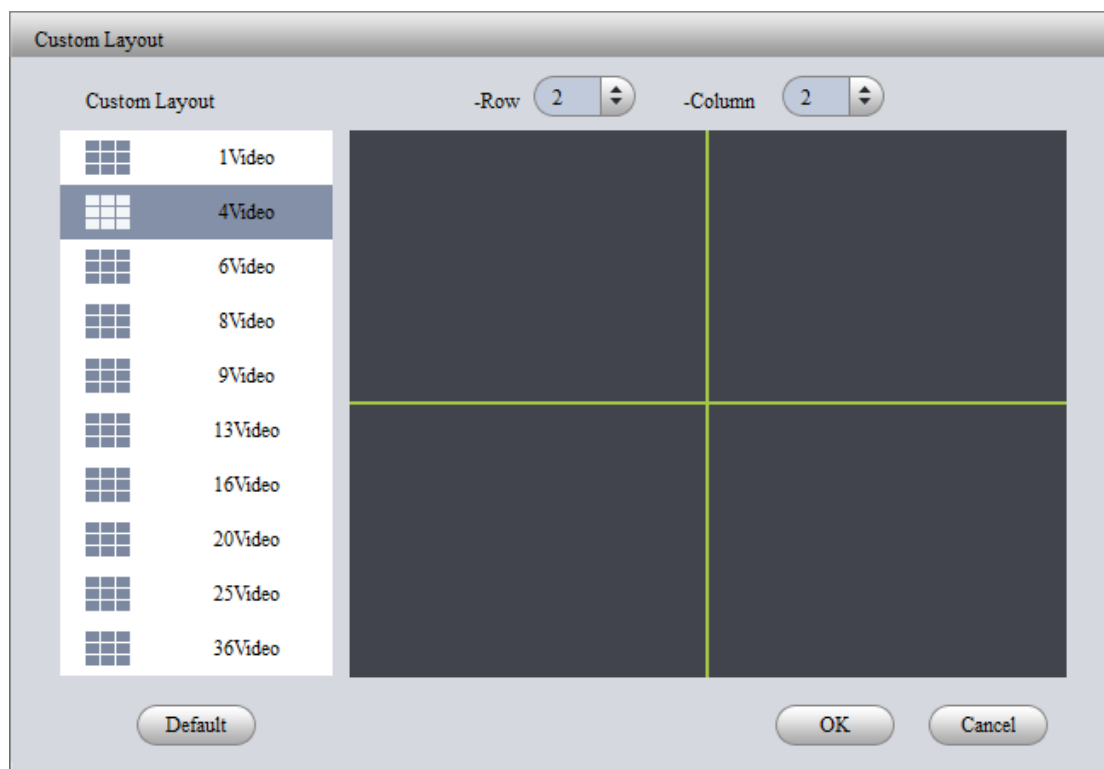 Custom Layout
Custom Layout
-Row 2 -Column 2
1Video
4Video
6Video
8Video
9Video
13Video
16Video
20Video
25Video
36Video
Default OK Cancel